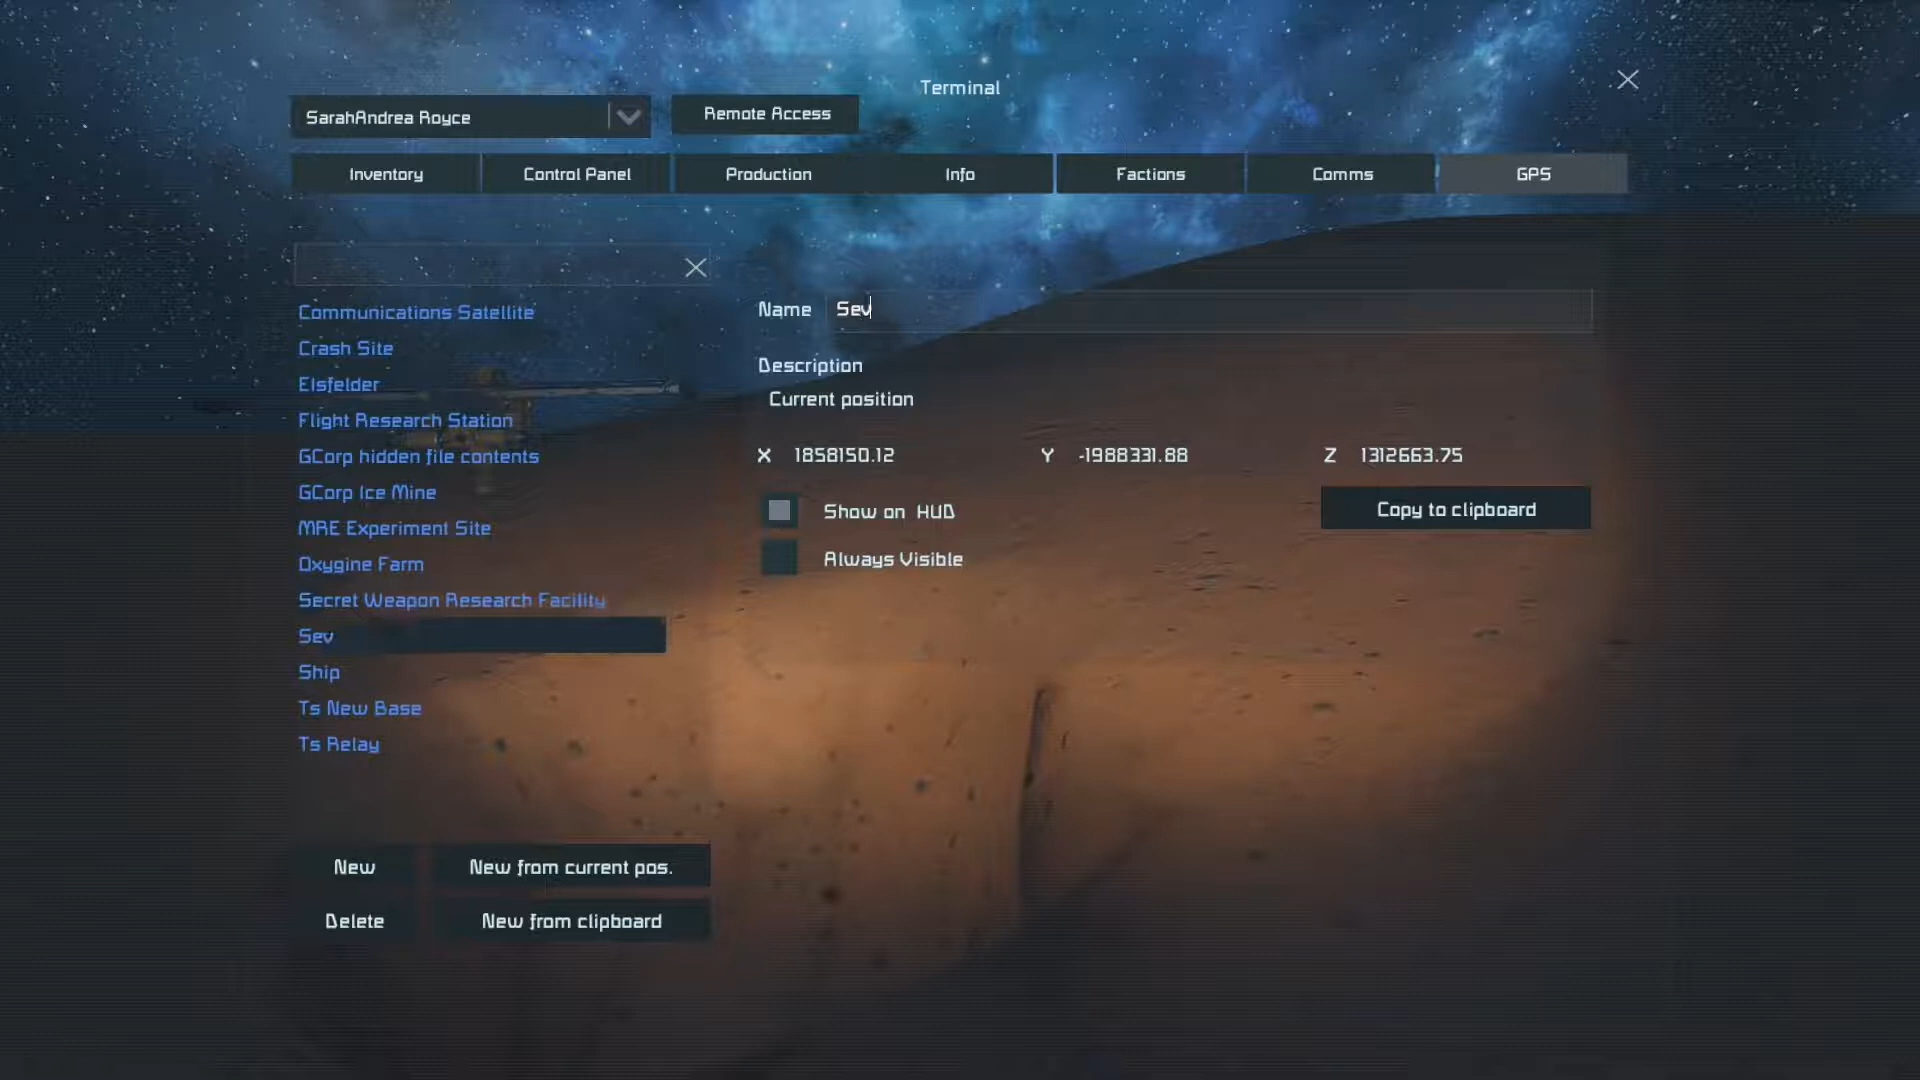 Terminal
SarahAndrea Royce
Remote Access
Inventory
Control Panel
Production
Info
Factions
Comms
GPS
Communications Satellite
Crash Site
Elsfelder
Flight Research Station
GCorp hidden file contents
GCorp Ice Mine
MRE Experiment Site
Oxygine Farm
Secret Weapon Research Facility
Sev
Ship
Ts New Base
Ts Relay
New
New from current pos.
Delete
New from clipboard
Name Sev
Description
Current position
X 1858150.12 Y -1988331.88 Z 1312663.75
Show on HUD
Copy to clipboard
Always Visible